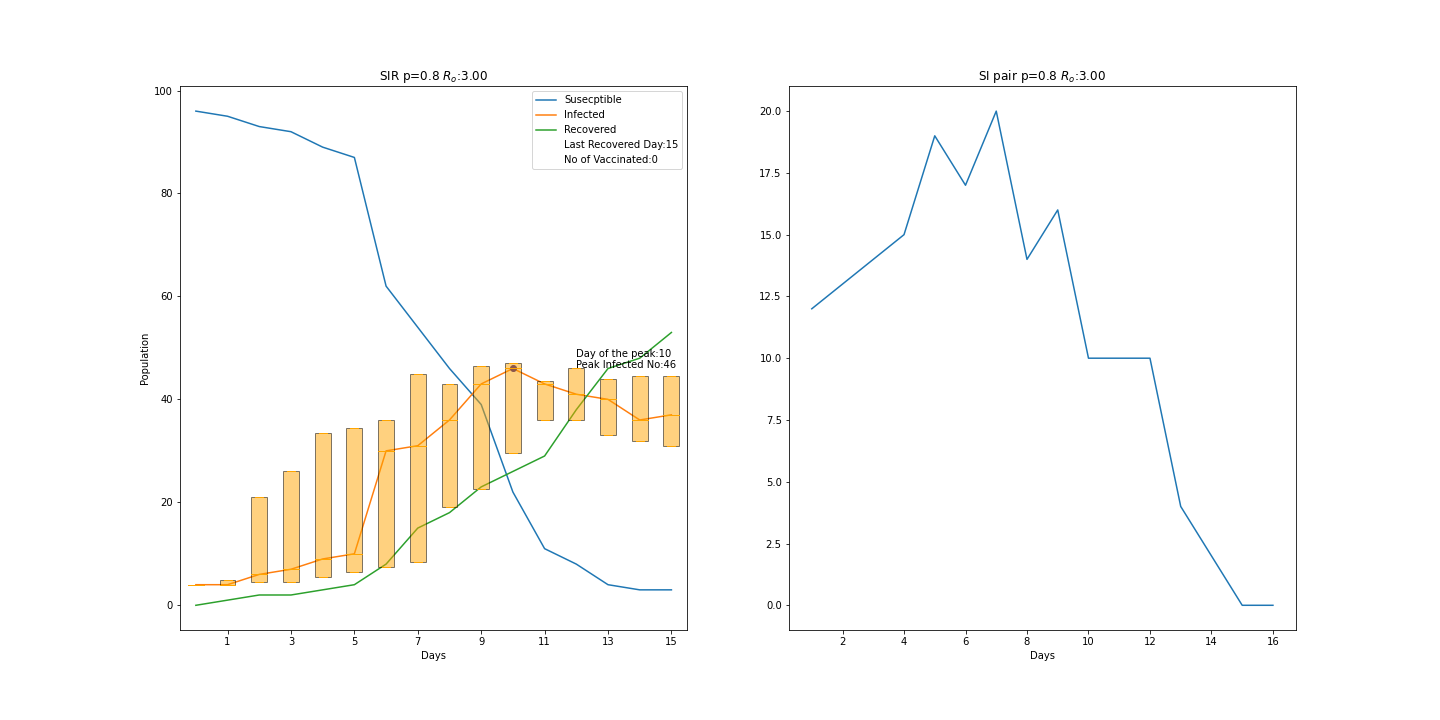 SIR p=0.8 Rₒ:3.00
100
80
60
40
20
0
Population
Susecptible
Infected
Recovered
Last Recovered Day:15
No of Vaccinated:0
Day of the peak:10
Peak Infected No:46
1 3 5 7 9 11 13 15
Days
SI pair p=0.8 Rₒ:3.00
20.0
17.5
15.0
12.5
10.0
7.5
5.0
2.5
0.0
2 4 6 8 10 12 14 16
Days